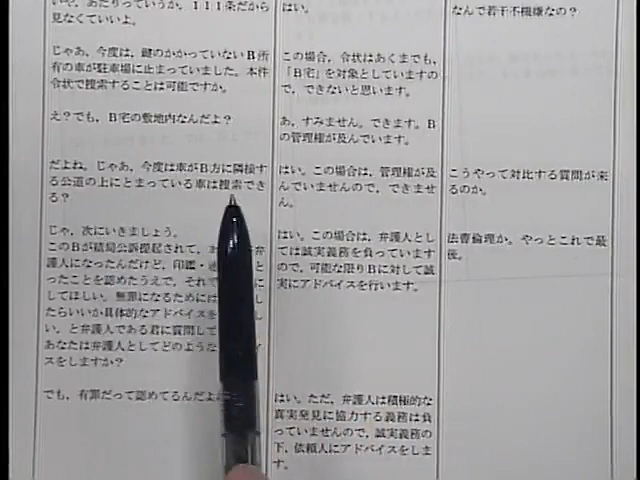 いや、あたりっていうか、111条だから
見なくていいよ。
はい。
なんで若干不機嫌なの？
じゃあ、今度は、鍵のかかっていないB所
有の車が駐車場に止まっていました。本件
令状で捜索することは可能ですか。
この場合、令状はあくまでも、
「B宅」を対象としていますの
で、できないと思います。
え？でも、B宅の敷地内なんだよ？
あ、すみません。できます。B
の管理権が及んでいます。
だよね。じゃあ、今度は車がB方に隣接す
る公道の上にとまっている車は捜索でき
る？
はい。この場合は、管理権が及
んでいませんので、できませ
ん。
こうやって対比する質問が来
るのか。
じゃ、次にいきましょう。
このBが結局公訴提起されて、
護人になったんだけど、印鑑・
ったことを認めたうえで、それ
してほしい。無罪になるためには
たらいいか具体的なアドバイスを
い、と弁護人である君に質問して
あなたは弁護人としてどのような
スをしますか？
はい。この場合は、弁護人とし
ては誠実義務を負っています
ので、可能な限りBに対して誠
実にアドバイスを行います。
法曹倫理か。やっとこれで最
後。
でも、有罪だって認めてるんだよ
はい。ただ、弁護人は積極的な
真実発見に協力する義務は負
っていませんので、誠実義務の
下、依頼人にアドバイスをしま
す。